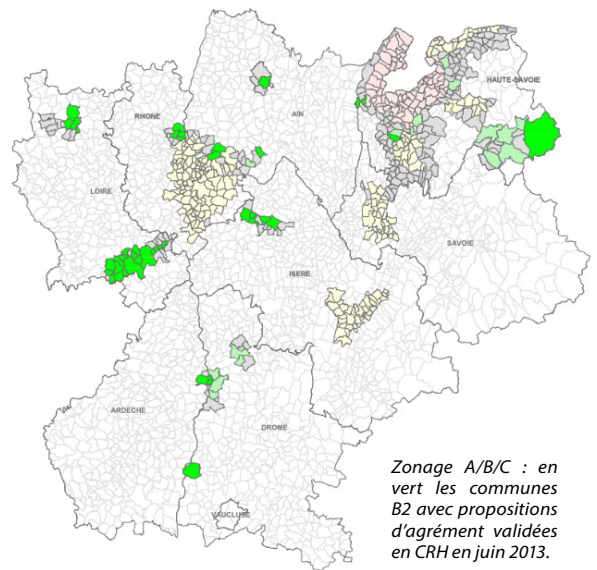 HAUTE-SAVOIE
RHONE
AIN
LOIRE
SAVOIE
ISERE
ARDECHE
DROME
VAUCLUSE
Zonage A/B/C : en
vert les communes
B2 avec propositions
d'agrément validées
en CRH en juin 2013.